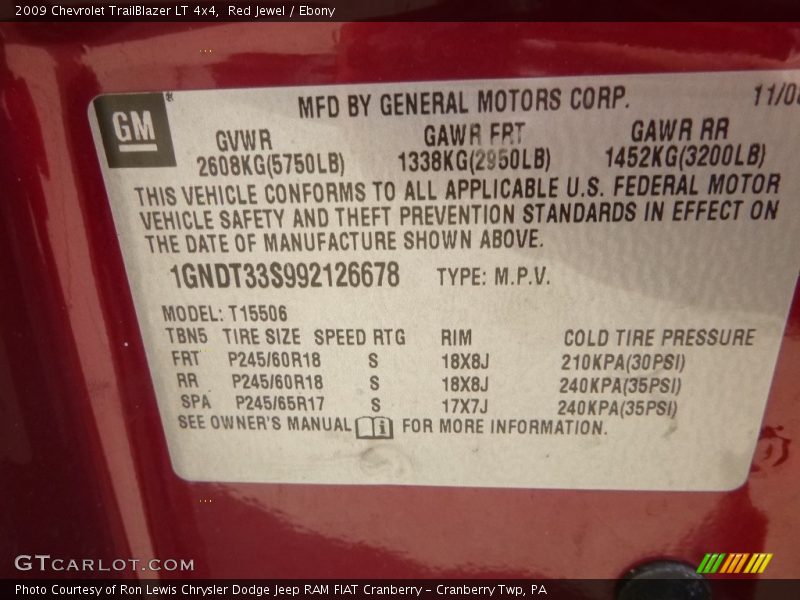 2009 Chevrolet TrailBlazer LT 4x4, Red Jewel / Ebony
GM
MFD BY GENERAL MOTORS CORP.
GVWR GAWR FRT GAWR RR
2608KG(5750LB) 1338KG(2950LB) 1452KG(3200LB)
THIS VEHICLE CONFORMS TO ALL APPLICABLE U.S. FEDERAL MOTOR
VEHICLE SAFETY AND THEFT PREVENTION STANDARDS IN EFFECT ON
THE DATE OF MANUFACTURE SHOWN ABOVE.
1GNDT33S992126678 TYPE: M.P.V.
MODEL: T15506
TBN5 TIRE SIZE SPEED RTG RIM COLD TIRE PRESSURE
FRT P245/60R18 S 18X8J 210KPA(30PSI)
RR P245/60R18 S 18X8J 240KPA(35PSI)
SPA P245/65R17 S 17X7J 240KPA(35PSI)
SEE OWNER'S MANUAL FOR MORE INFORMATION.
GTCARLOT.COM
Photo Courtesy of Ron Lewis Chrysler Dodge Jeep RAM FIAT Cranberry - Cranberry Twp, PA